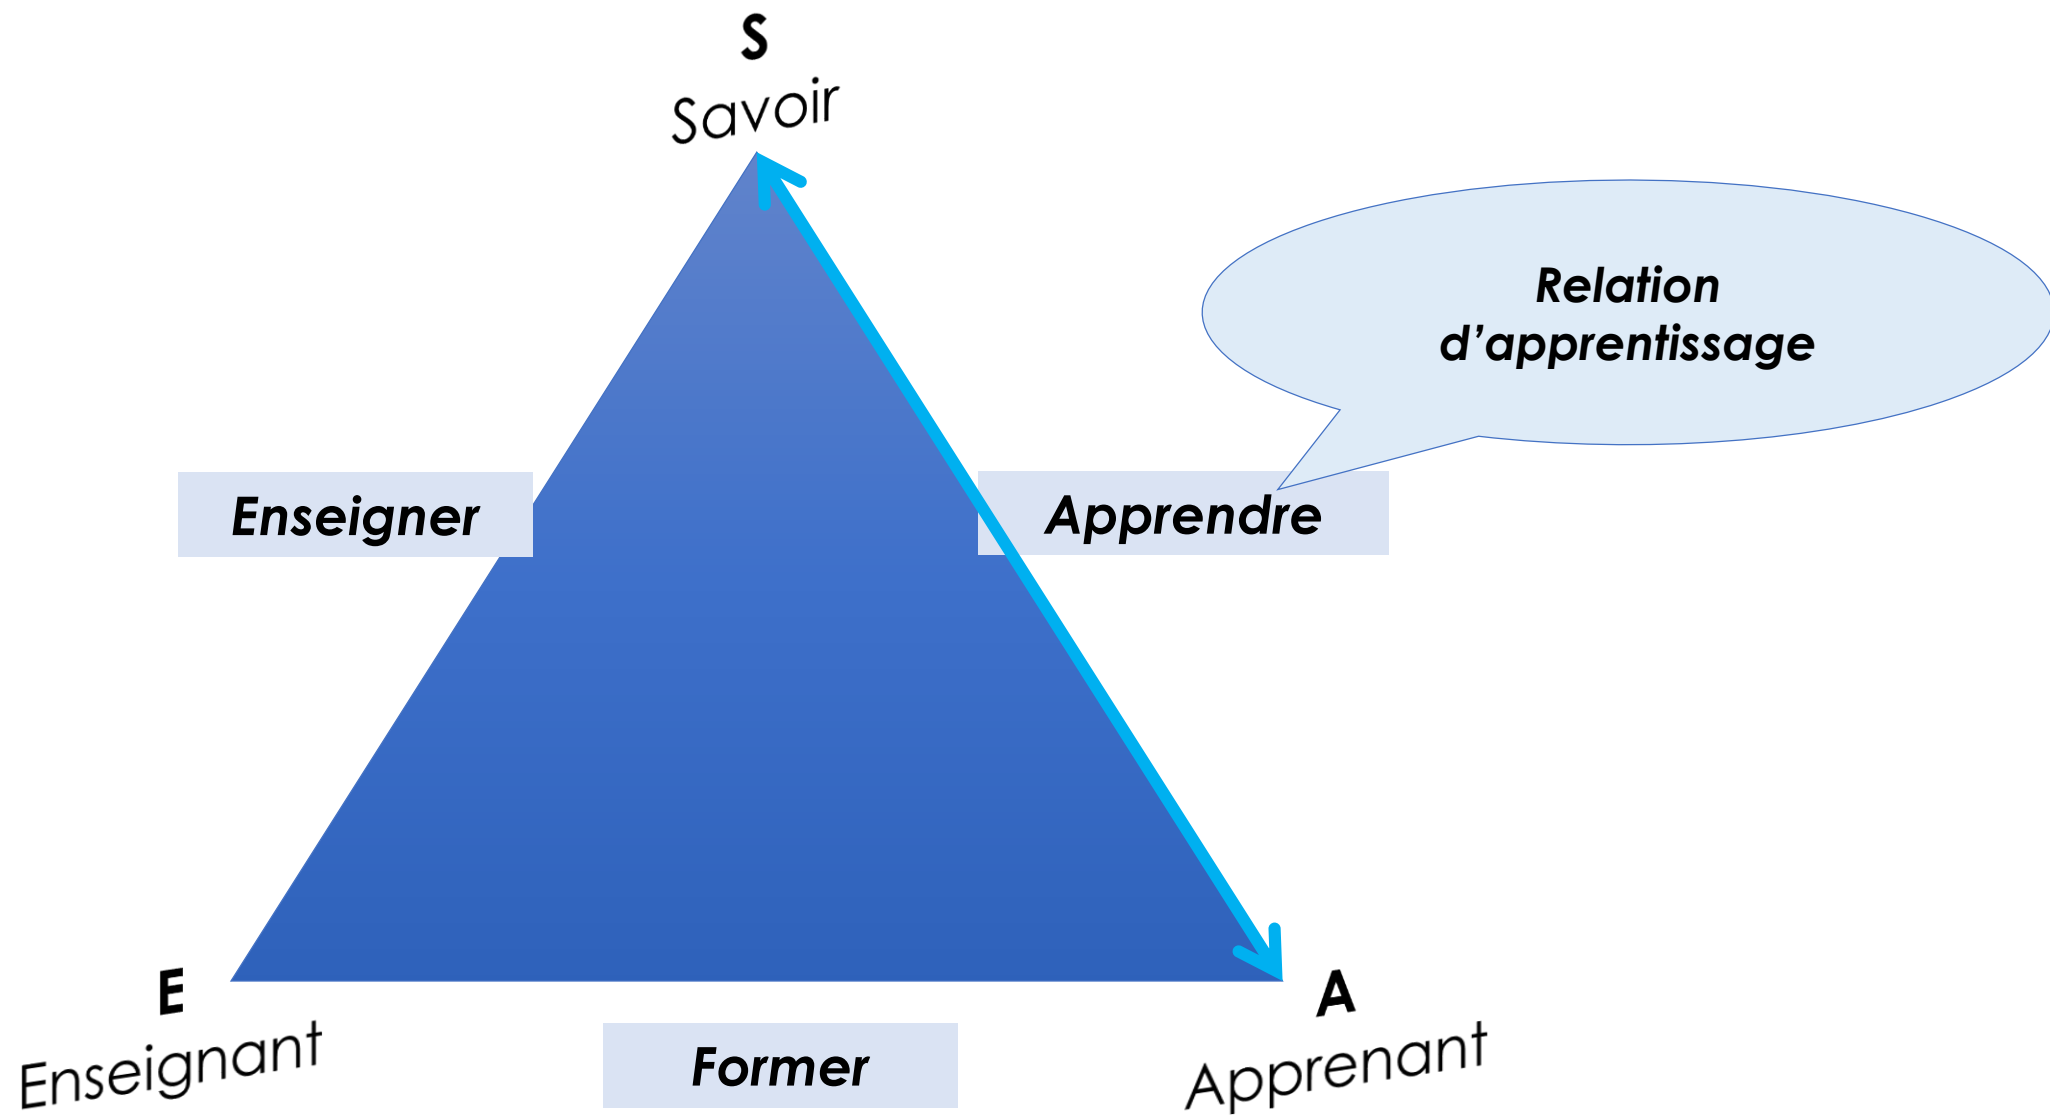 S
Savoir
Relation
d’apprentissage
Enseigner
Apprendre
E
Enseignant
A
Apprenant
Former